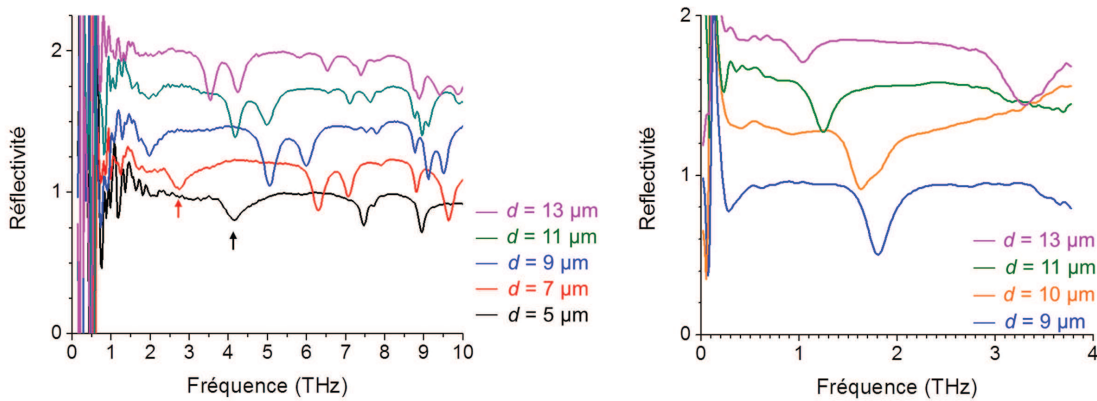 2
1
0
Réflectivité
0 1 2 3 4 5 6 7 8 9 10
Fréquence (THz)
d = 13 µm
d = 11 µm
d = 9 µm
d = 7 µm
d = 5 µm
2
1
0
Reflectivité
0 1 2 3 4
Fréquence (THz)
d = 13 µm
d = 11 µm
d = 10 µm
d = 9 µm